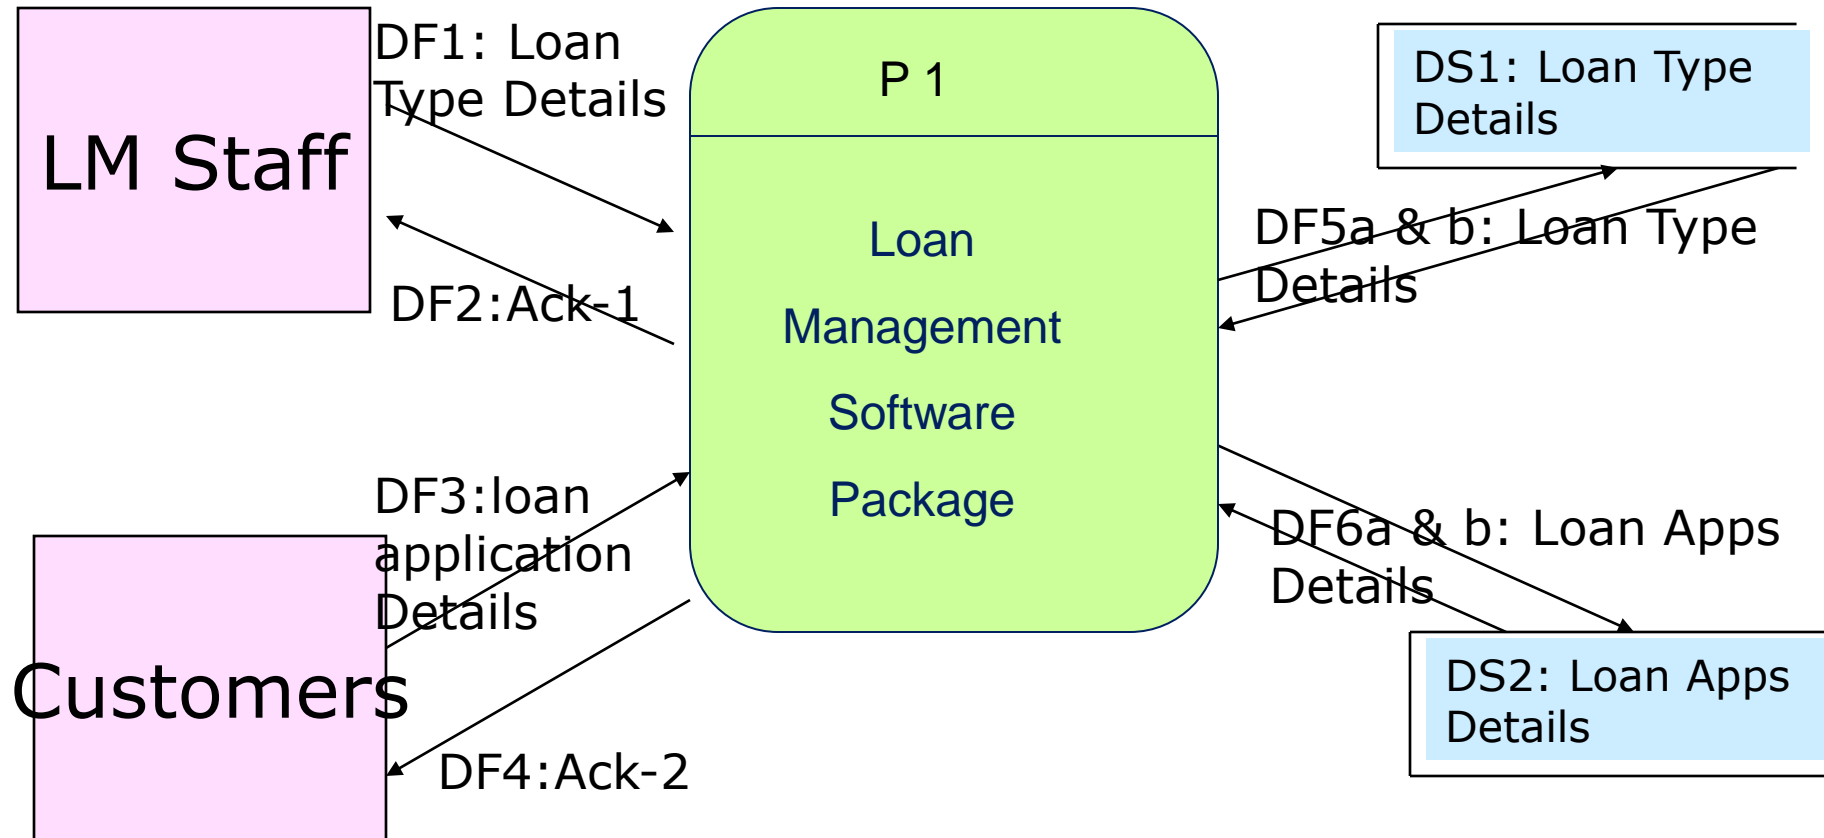 LM Staff
DF1: Loan
Type Details
DF2:Ack-1
P 1
Loan
Management
Software
Package
DS1: Loan Type
Details
DF5a & b: Loan Type
Details
DF3:loan
application
Details
Customers
DF4:Ack-2
DF6a & b: Loan Apps
Details
DS2: Loan Apps
Details